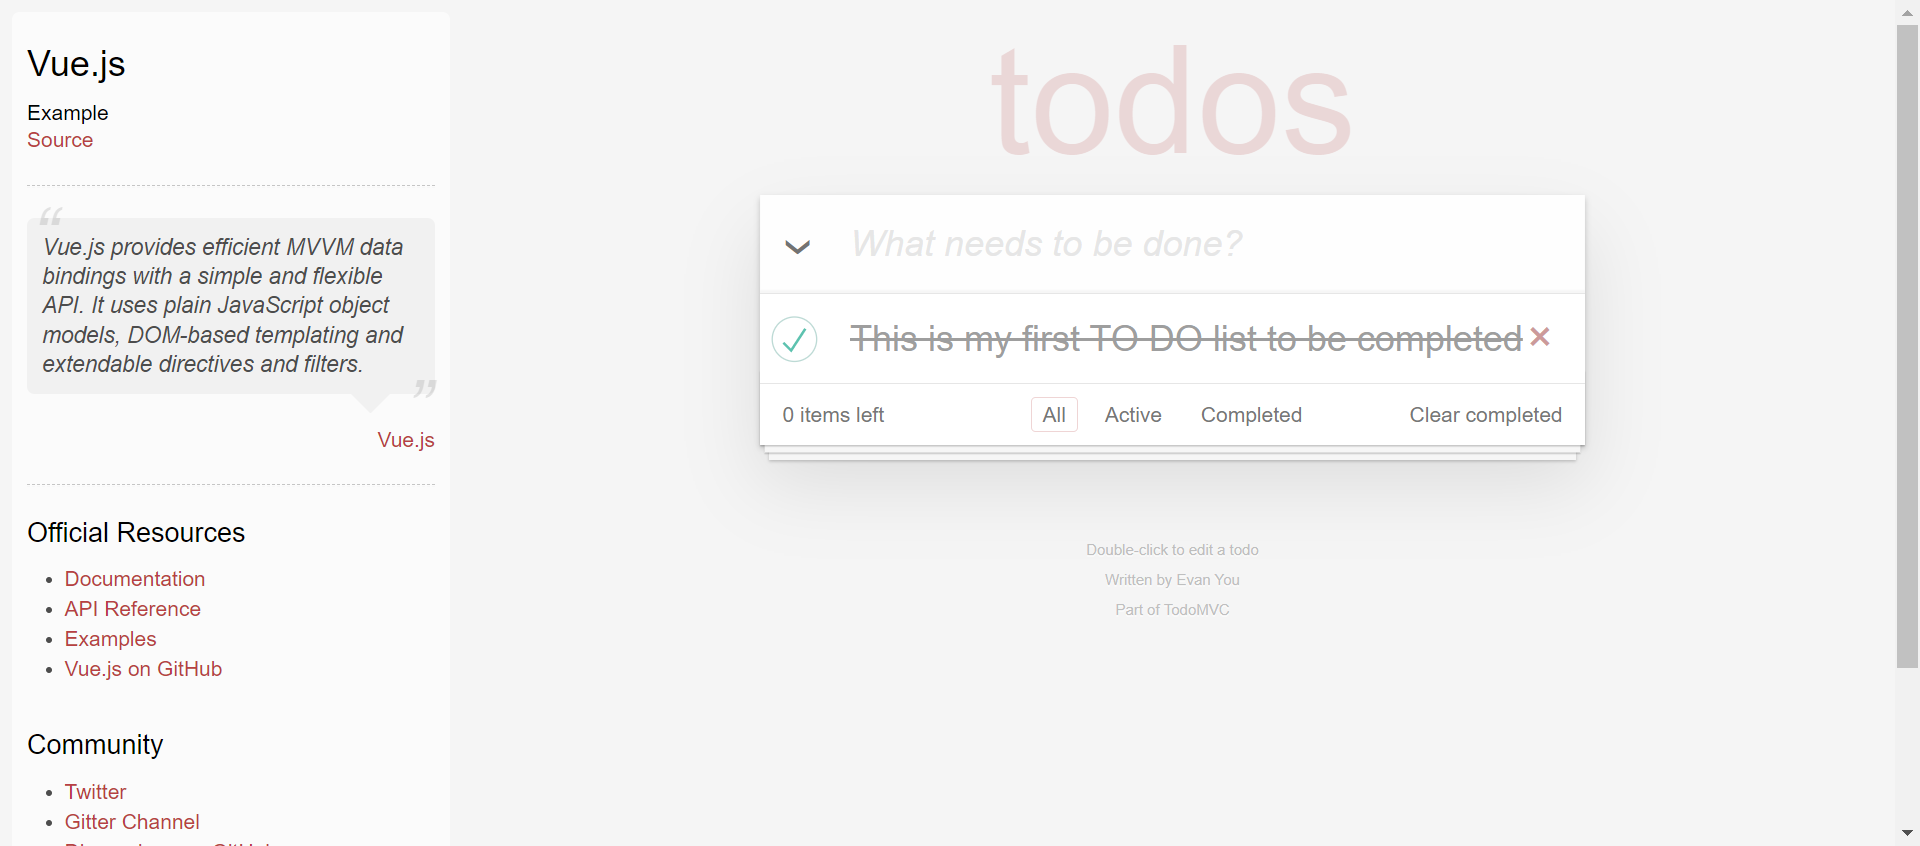 Vue.js
Example
Source
“
Vue.js provides efficient MVVM data
bindings with a simple and flexible
API. It uses plain JavaScript object
models, DOM-based templating and
extendable directives and filters.
”
Vue.js
Official Resources
Documentation
API Reference
Examples
Vue.js on GitHub
Community
Twitter
Gitter Channel
todos
What needs to be done?
This is my first TO DO list to be completed
0 items left
All
Active
Completed
Clear completed
Double-click to edit a todo
Written by Evan You
Part of TodoMVC